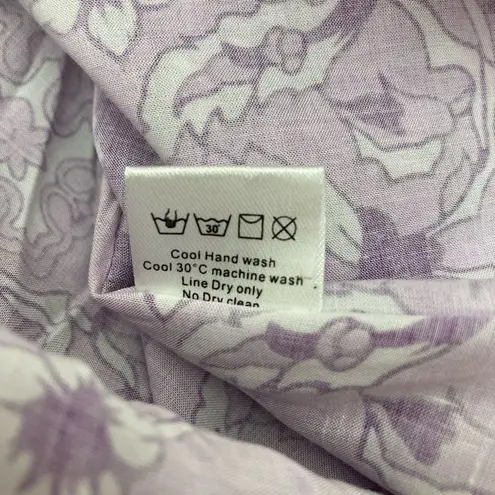 30°
Cool Hand wash
Cool 30°C machine wash
Line Dry only
No Dry clean